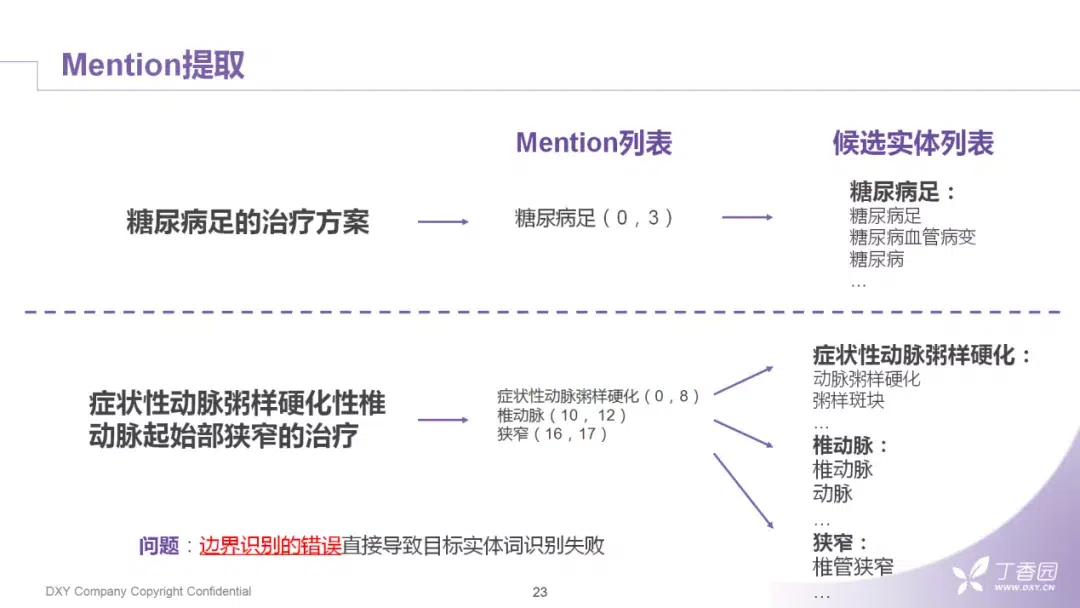 Mention提取
Mention列表
候选实体列表
糖尿病足的治疗方案
糖尿病足（0，3）
糖尿病足：
糖尿病足
糖尿病血管病变
糖尿病
...
症状性动脉粥样硬化性椎
动脉起始部狭窄的治疗
症状性动脉粥样硬化（0，8）
椎动脉（10，12）
狭窄（16，17）
症状性动脉粥样硬化：
动脉粥样硬化
粥样斑块
...
椎动脉：
椎动脉
动脉
...
狭窄：
椎管狭窄
...
问题：边界识别的错误直接导致目标实体词识别失败
DXY Company Copyright Confidential
23
丁香园
WWW.DXY.CN